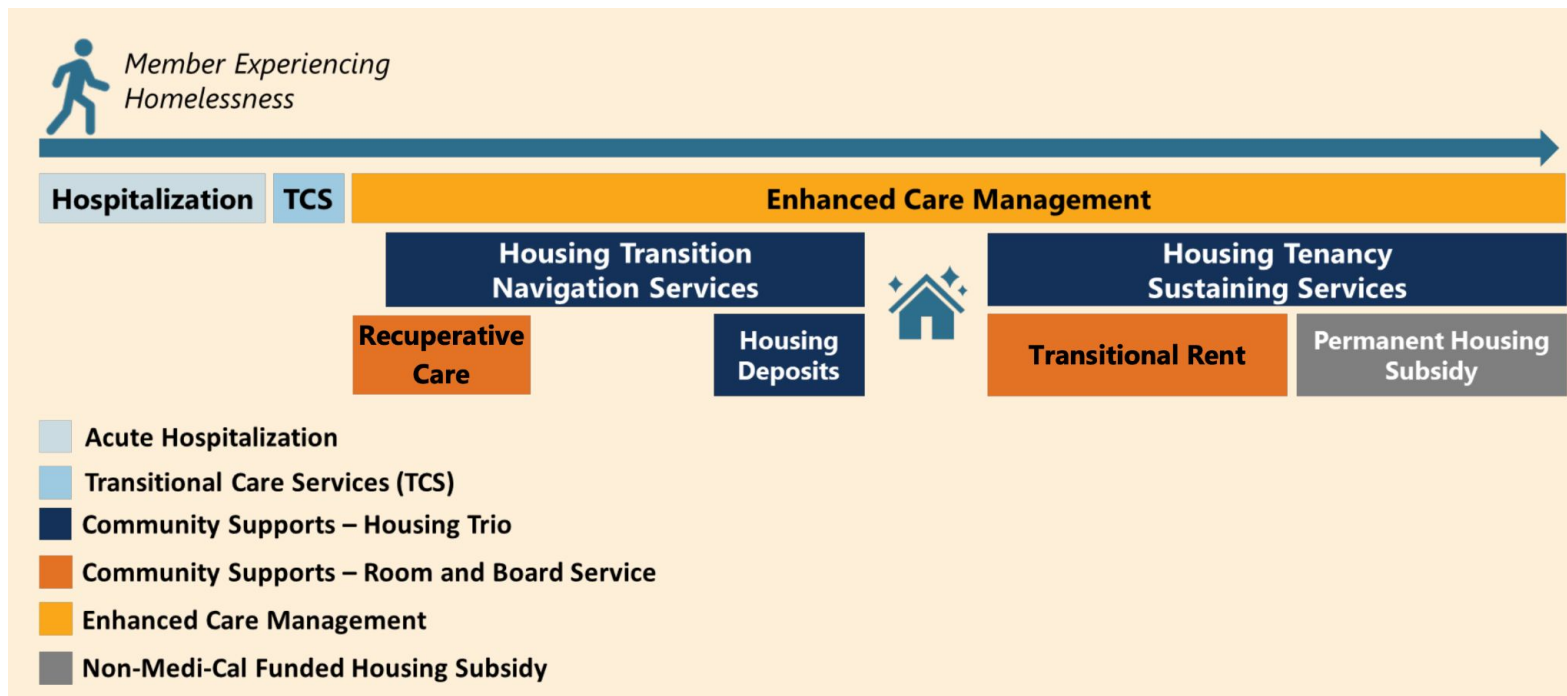 Member Experiencing
Homelessness
Hospitalization
TCS
Enhanced Care Management
Housing Transition
Navigation Services
Housing Tenancy
Sustaining Services
Recuperative
Care
Housing
Deposits
Transitional Rent
Permanent Housing
Subsidy
Acute Hospitalization
Transitional Care Services (TCS)
Community Supports – Housing Trio
Community Supports – Room and Board Service
Enhanced Care Management
Non-Medi-Cal Funded Housing Subsidy